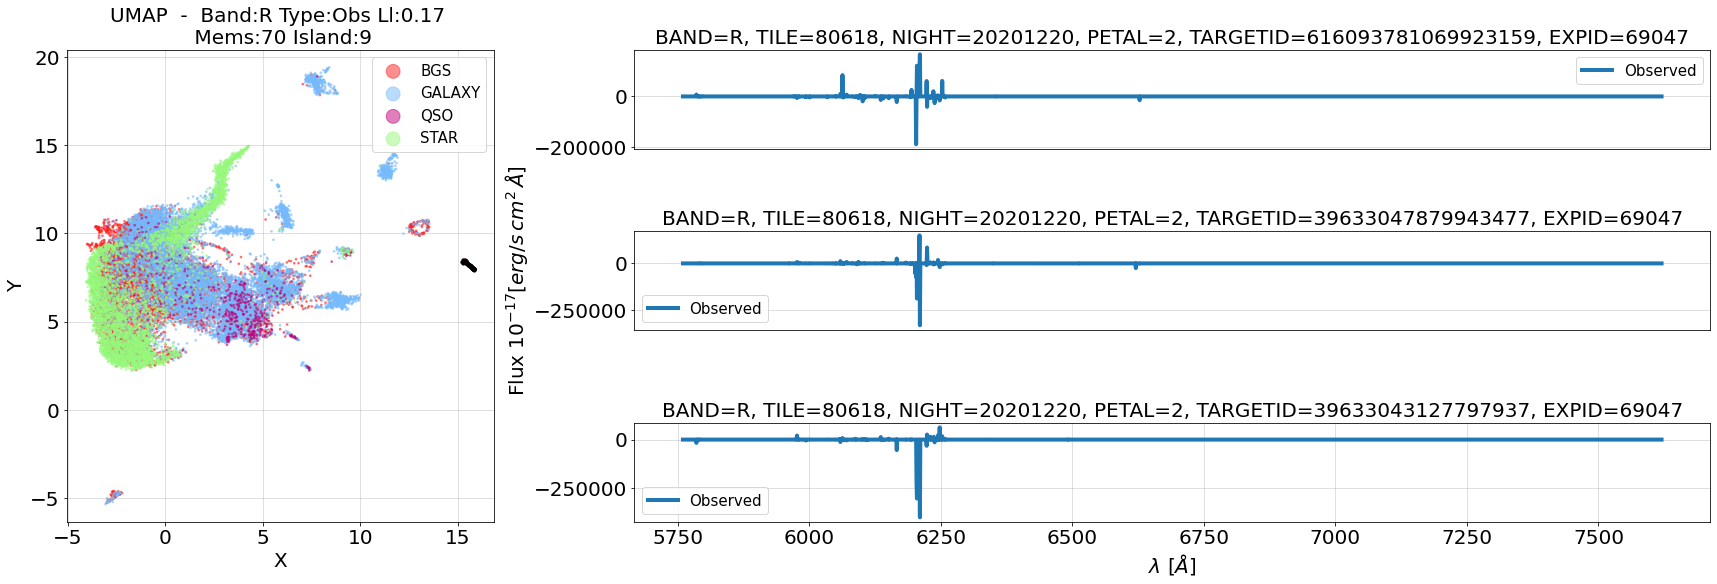 UMAP - Band:R Type:Obs Ll:0.17
Mems:70 Island:9
BGS
GALAXY
QSO
STAR
20
15
10
5
0
−5
Y
−5 0 5 10 15
X
BAND=R, TILE=80618, NIGHT=20201220, PETAL=2, TARGETID=616093781069923159, EXPID=69047
Observed
0
−200000
Flux 10⁻¹⁷[erg/s cm² Å]
BAND=R, TILE=80618, NIGHT=20201220, PETAL=2, TARGETID=39633047879943477, EXPID=69047
0
−250000
Observed
BAND=R, TILE=80618, NIGHT=20201220, PETAL=2, TARGETID=39633043127797937, EXPID=69047
0
−250000
Observed
5750 6000 6250 6500 6750 7000 7250 7500
λ [Å]